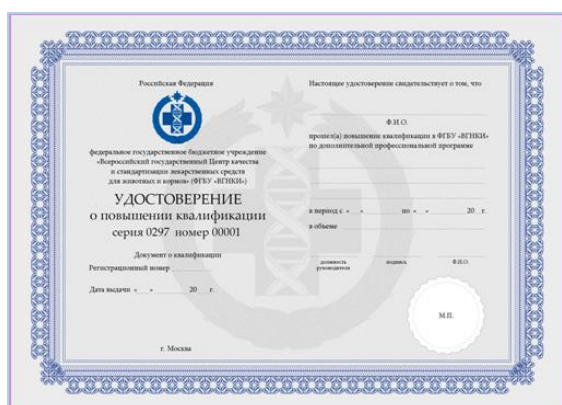 Российская Федерация
федеральное государственное бюджетное учреждение
«Всероссийский государственный Центр качества
и стандартизации лекарственных средств
для животных и кормов» (ФГБУ «ВГНКИ»)
УДОСТОВЕРЕНИЕ
о повышении квалификации
серия 0297 номер 00001
Документ о квалификации
Регистрационный номер
Дата выдачи « » 20 г.
г. Москва
Настоящее удостоверение свидетельствует о том, что
Ф.И.О.
прошел(а) повышение квалификации в ФГБУ «ВГНКИ»
по дополнительной профессиональной программе
в период с « » по « » 20 г.
в объеме
должность руководителя подпись Ф.И.О.
М.П.